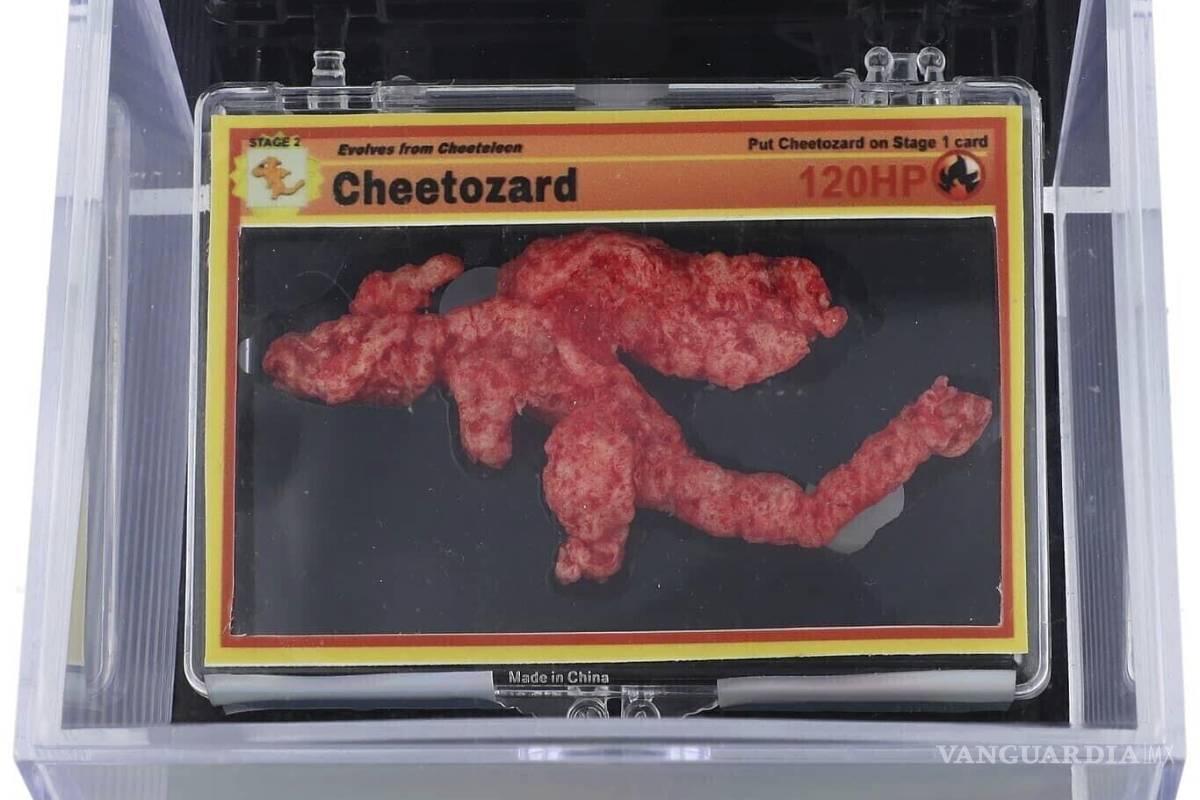 STAGE 2
Evolves from Cheeteleon
Put Cheetozard on Stage 1 card
Cheetozard
120HP
Made in China
VANGUARDIA MX